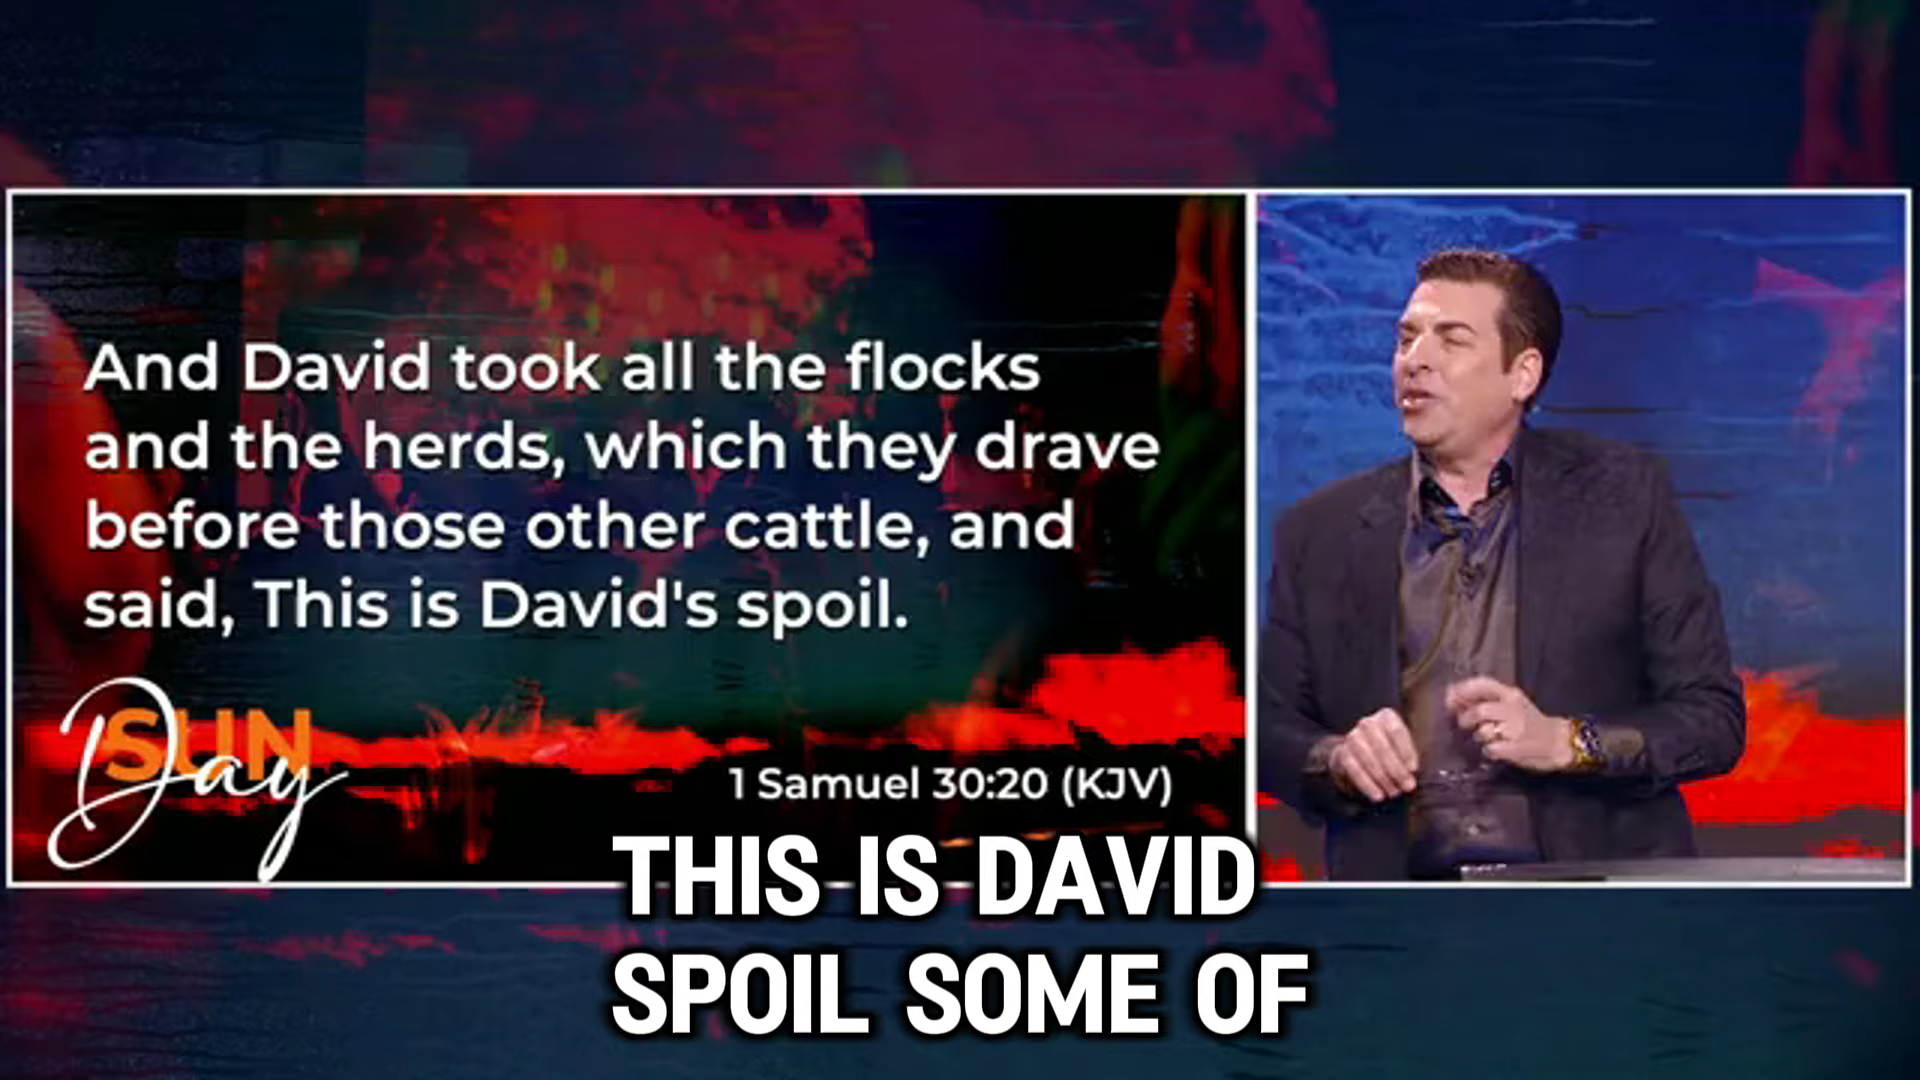 And David took all the flocks
and the herds, which they drave
before those other cattle, and
said, This is David's spoil.
SUN
Day
1 Samuel 30:20 (KJV)
THIS IS DAVID
SPOIL SOME OF